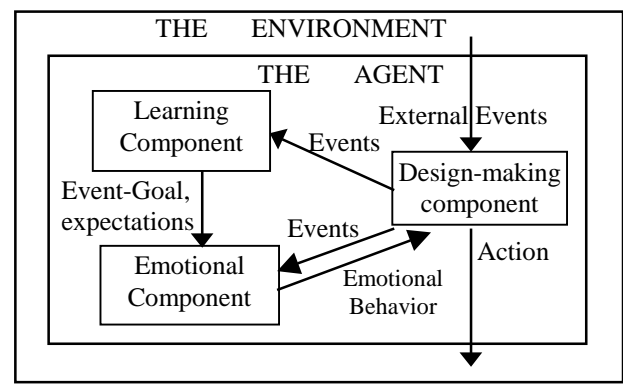 THE ENVIRONMENT
THE AGENT
Learning
Component
External Events
Events
Design-making
component
Event-Goal,
expectations
Events
Emotional
Component
Emotional
Behavior
Action